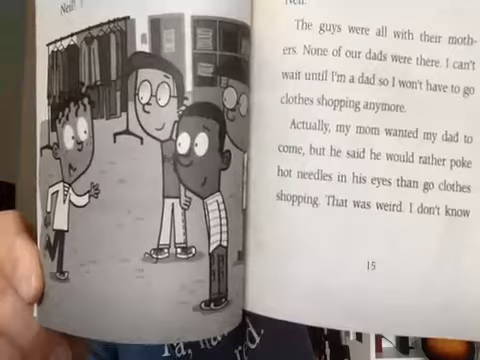 Neil!
Neil.
The guys were all with their moth-
ers. None of our dads were there. I can't
wait until I'm a dad so I won't have to go
clothes shopping anymore.
Actually, my mom wanted my dad to
come, but he said he would rather poke
hot needles in his eyes than go clothes
shopping. That was weird. I don't know
15